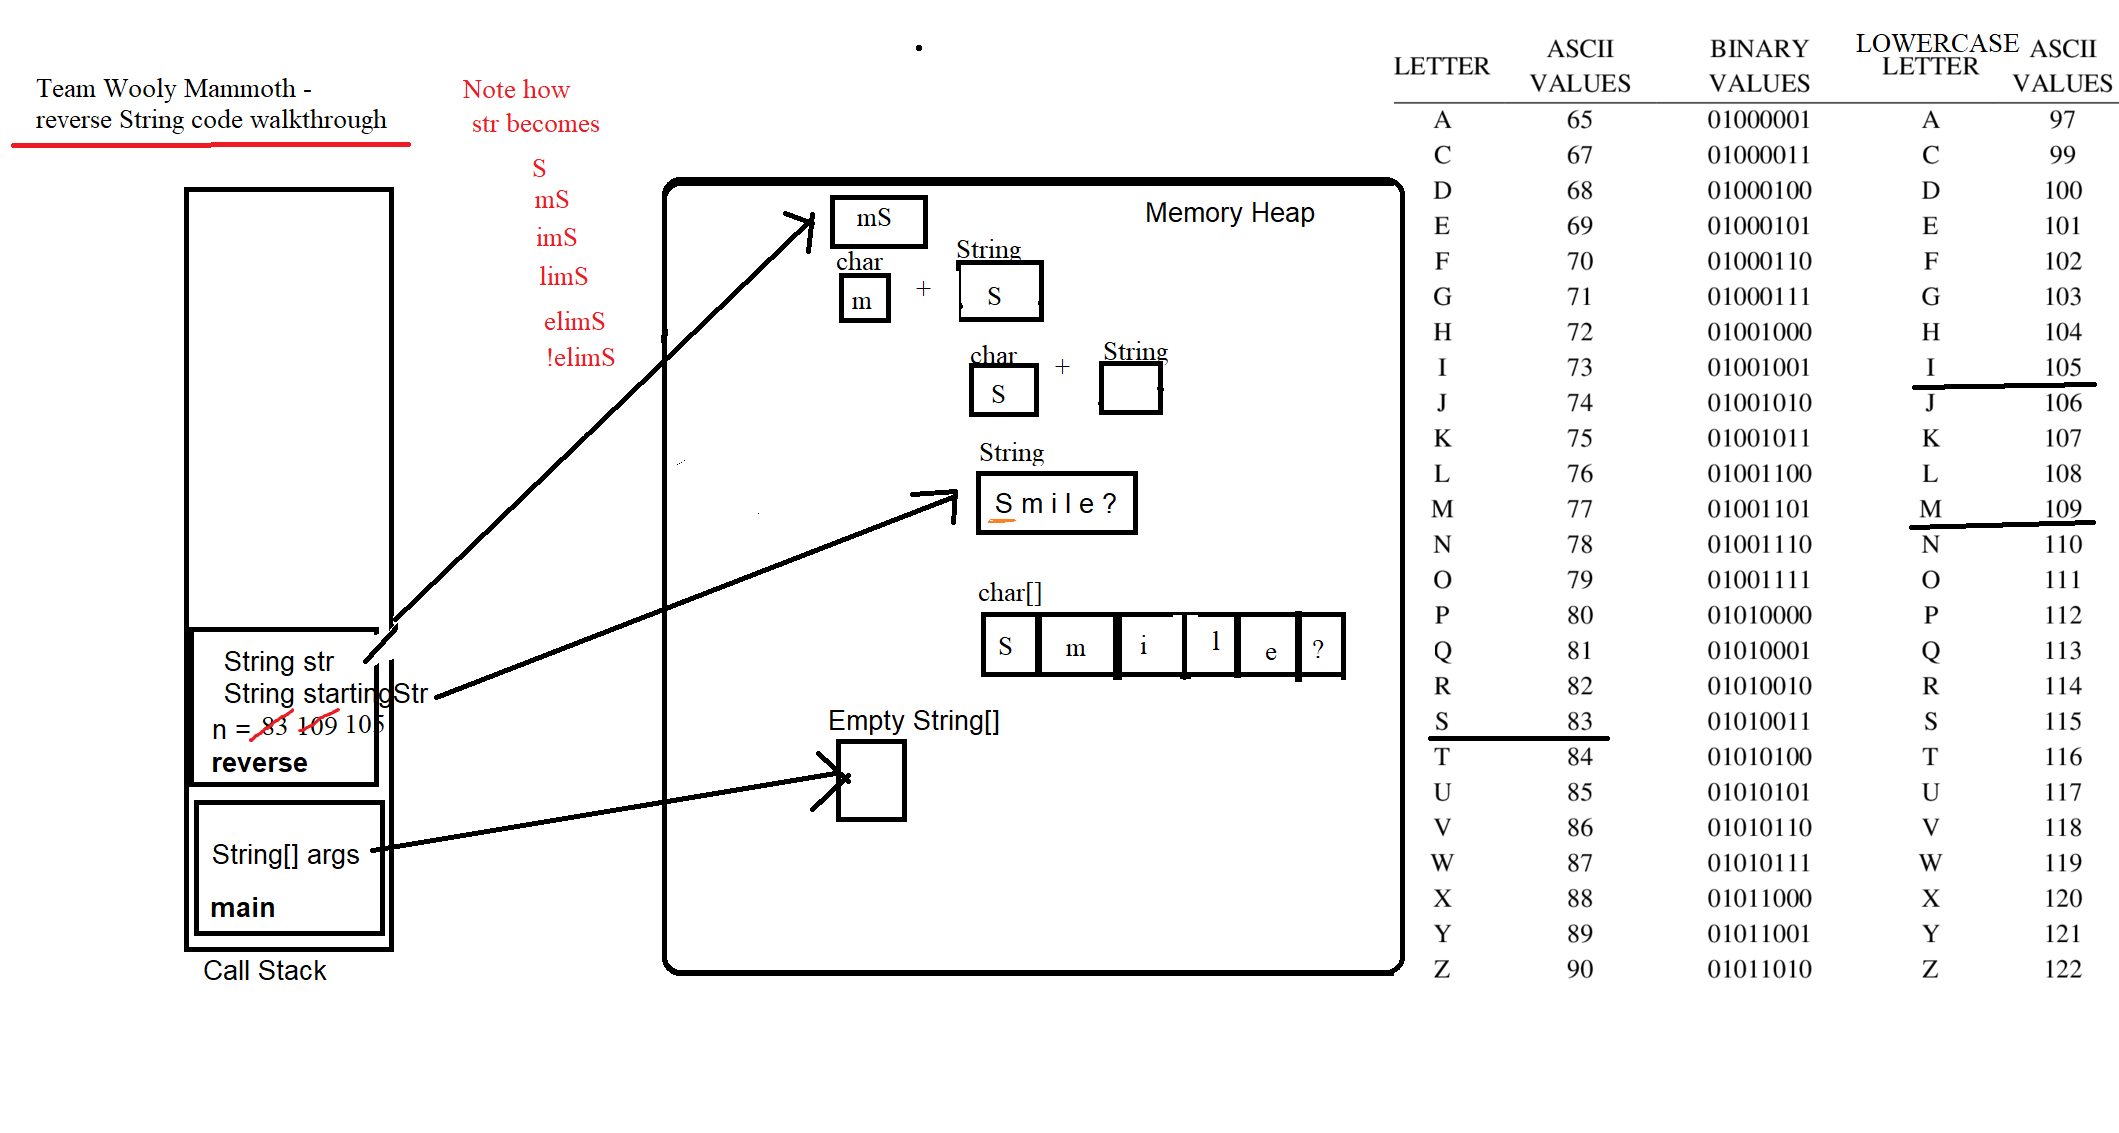 Team Wooly Mammoth -
reverse String code walkthrough
Note how
str becomes
S
mS
imS
limS
elimS
!elimS
String str
String startingStr
n = 83 109 105
reverse
String[] args
main
Call Stack
Memory Heap
mS
char
String
m + S
char
String
S +
String
S m i l e ?
char[]
S m i l e ?
Empty String[]
LETTER ASCII VALUES BINARY VALUES LOWERCASE LETTER ASCII VALUES
A 65 01000001 A 97
C 67 01000011 C 99
D 68 01000100 D 100
E 69 01000101 E 101
F 70 01000110 F 102
G 71 01000111 G 103
H 72 01001000 H 104
I 73 01001001 I 105
J 74 01001010 J 106
K 75 01001011 K 107
L 76 01001100 L 108
M 77 01001101 M 109
N 78 01001110 N 110
O 79 01001111 O 111
P 80 01010000 P 112
Q 81 01010001 Q 113
R 82 01010010 R 114
S 83 01010011 S 115
T 84 01010100 T 116
U 85 01010101 U 117
V 86 01010110 V 118
W 87 01010111 W 119
X 88 01011000 X 120
Y 89 01011001 Y 121
Z 90 01011010 Z 122